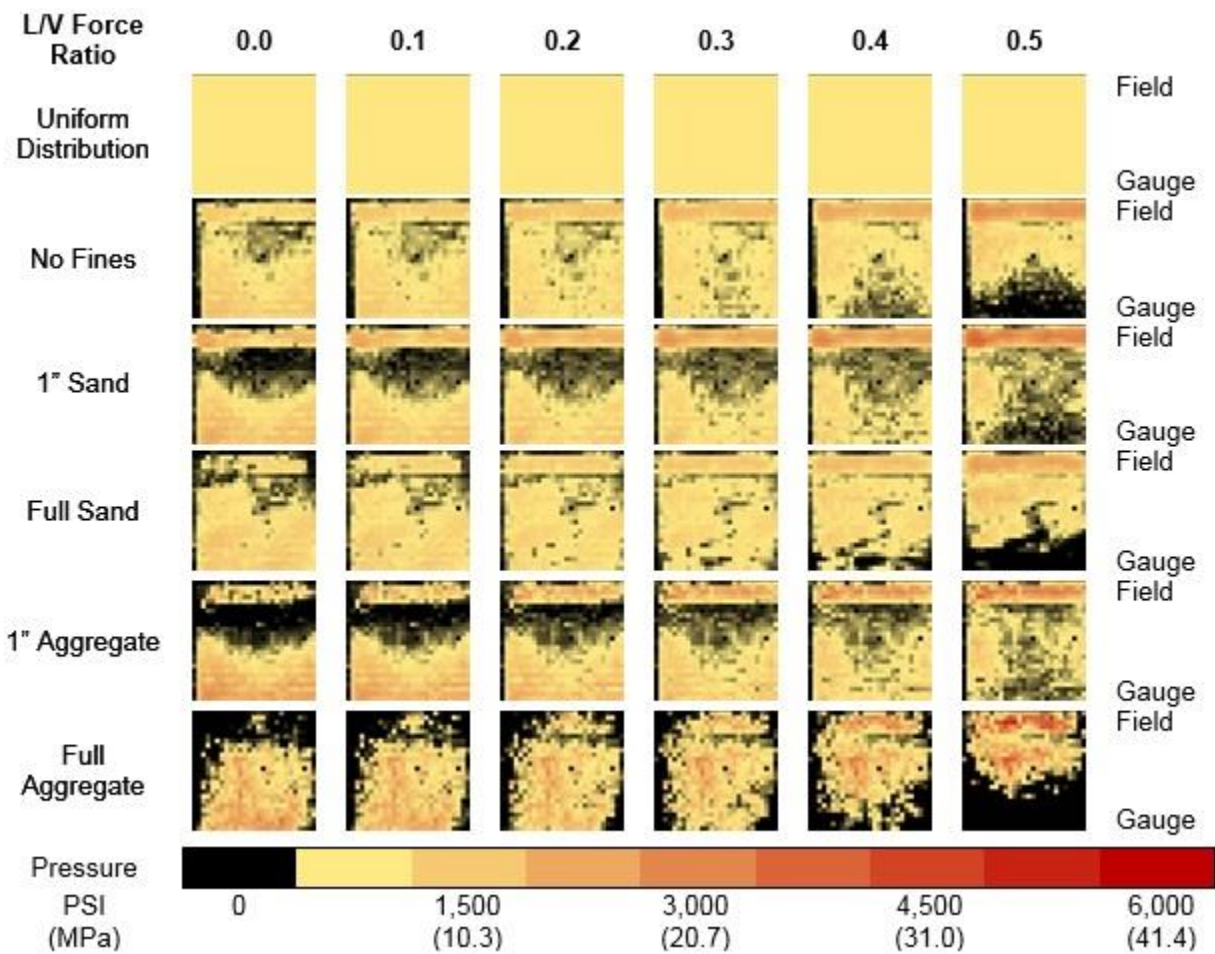 L/V Force
Ratio
0.0 0.1 0.2 0.3 0.4 0.5
Uniform
Distribution
Field
Gauge
No Fines
Field
Gauge
1" Sand
Field
Gauge
Full Sand
Field
Gauge
1" Aggregate
Field
Gauge
Full
Aggregate
Field
Gauge
Pressure
PSI
(MPa)
0 1,500 3,000 4,500 6,000
(10.3) (20.7) (31.0) (41.4)